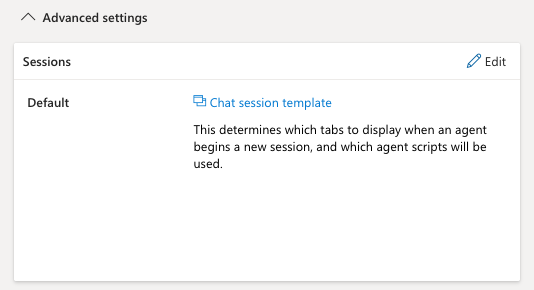 Advanced settings
Sessions
Edit
Default
Chat session template
This determines which tabs to display when an agent
begins a new session, and which agent scripts will be
used.